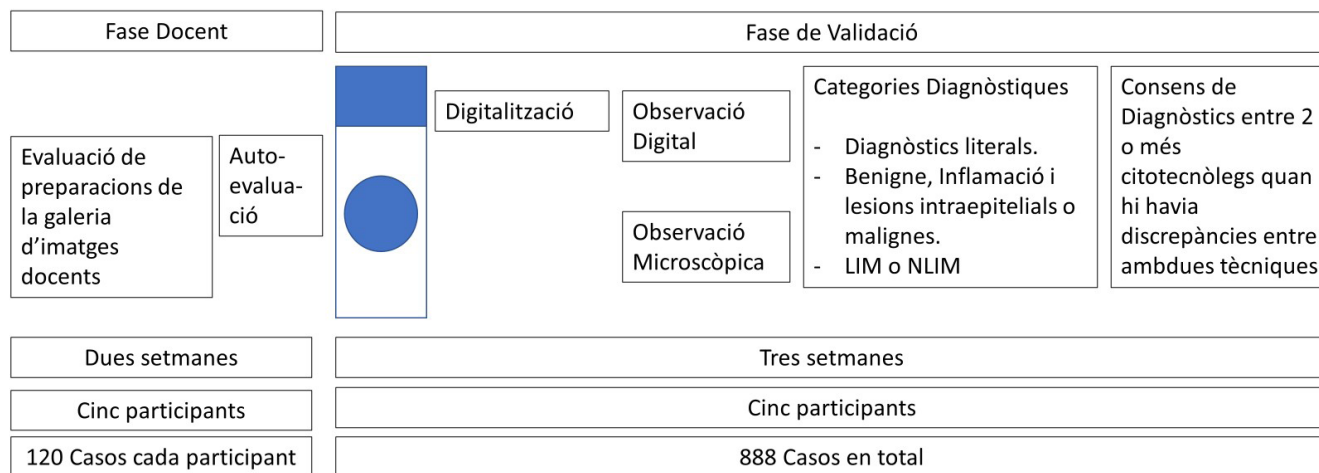 Fase Docent
Fase de Validació
Evaluació de
preparacions de
la galeria
d’imatges
docents
Auto-
evalua-
ció
Digitalització
Observació
Digital
Observació
Microscòpica
Categories Diagnòstiques
- Diagnòstics literals.
- Benigne, Inflamació i
lesions intraepitelials o
malignes.
- LIM o NLIM
Consens de
Diagnòstics entre 2
o més
citotecnòlegs quan
hi havia
discrepàncies entre
ambdues tècniques
Dues setmanes
Tres setmanes
Cinc participants
Cinc participants
120 Casos cada participant
888 Casos en total